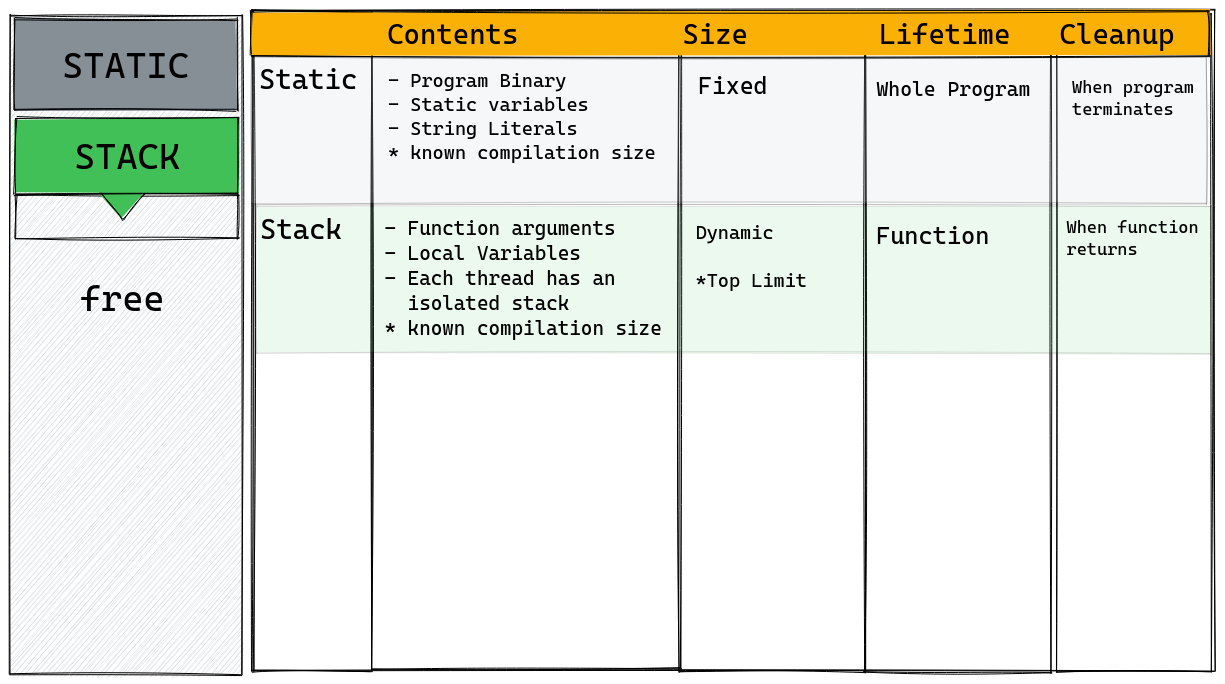 STATIC
STACK
free
Contents Size Lifetime Cleanup
Static
- Program Binary
- Static variables
- String Literals
* known compilation size
Fixed
Whole Program
When program
terminates
Stack
- Function arguments
- Local Variables
- Each thread has an
isolated stack
* known compilation size
Dynamic
*Top Limit
Function
When function
returns